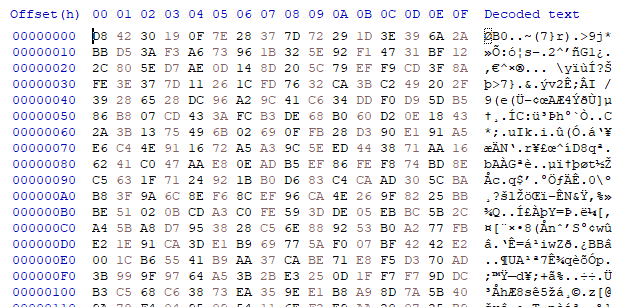 Offset(h) 00 01 02 03 04 05 06 07 08 09 0A 0B 0C 0D 0E 0F Decoded text
00000000 D8 42 30 19 0F 7E 28 37 7D 72 29 1D 3E 39 6A 2A ØB0..~(7}r).>9j*
00000010 BB D5 3A F3 A6 73 96 1B 32 5E 92 F1 47 31 BF 12 »Õ:ó¦s–.2^’ñG1¿.
00000020 2C 80 5E D7 AE 0D 14 8D 20 5C 79 EF F9 CD 3F 8A ,€^×®... \yïùÍ?Š
00000030 FE 3E 37 7D 11 26 1C FD 76 32 CA 3B C2 49 20 2F þ>7}.&.ýv2Ê;ÂI /
00000040 39 28 65 28 DC 96 A2 9C 41 C6 34 DD F0 D9 5D B5 9(e(Ü–¢œAÆ4ÝðÙ]µ
00000050 86 B8 07 CD 43 3A FC B3 DE 68 B0 60 D2 0E 18 43 †¸.ÍC:ü³Þh°`Ò..C
00000060 2A 3B 13 75 49 6B 02 69 0F FB 28 D3 90 E1 91 A5 *;.uIk.i.û(Ó.á‘¥
00000070 E6 C4 4E 91 16 72 A5 A3 9C 5E ED 44 38 71 AA 16 æÄN‘.r¥£œ^íD8qª.
00000080 62 41 C0 47 AA E8 0E AD B5 EF 86 FE F8 74 BD 8E bAÀGªè..µï†þøt½Ž
00000090 C5 63 1F 71 24 92 1B B0 D6 83 C4 CA AD 30 5C BA Åc.q$’.°ÖƒÄÊ.0\º
000000A0 B8 3F 9A 6C 8E F6 8C EF 96 CA 4E 26 9F 82 25 BB ¸?šlŽöŒï–ÊN&Ÿ‚%»
000000B0 BE 51 02 0B CD A3 C0 FE 59 3D DE 05 EB BC 5B 2C ¾Q..Í£ÀþY=Þ.ë¼[,
000000C0 A4 5B A8 D7 95 38 28 C5 6E 88 92 53 B0 A2 77 FB ¤[¨×•8(Ånˆ’S°¢wû
000000D0 E2 1E 91 CA 3D E1 B9 69 77 5A F0 07 BF 42 42 E2 â.‘Ê=á¹iwZð.¿BBâ
000000E0 00 1C B6 55 41 B9 AA 37 CA BE 71 E8 F5 D3 70 AD ..¶UA¹ª7Ê¾qèõÓp.
000000F0 3B 99 9F 97 64 A5 3B 2B E3 25 0D 1F F7 F7 9D DC ;™Ÿ—d¥;+ã%..÷÷.Ü
00000100 B3 C5 68 C6 38 73 EA 35 9E E1 B8 A9 8D 7A 5B 40 ³ÅhÆ8sê5žá¸©.z[@